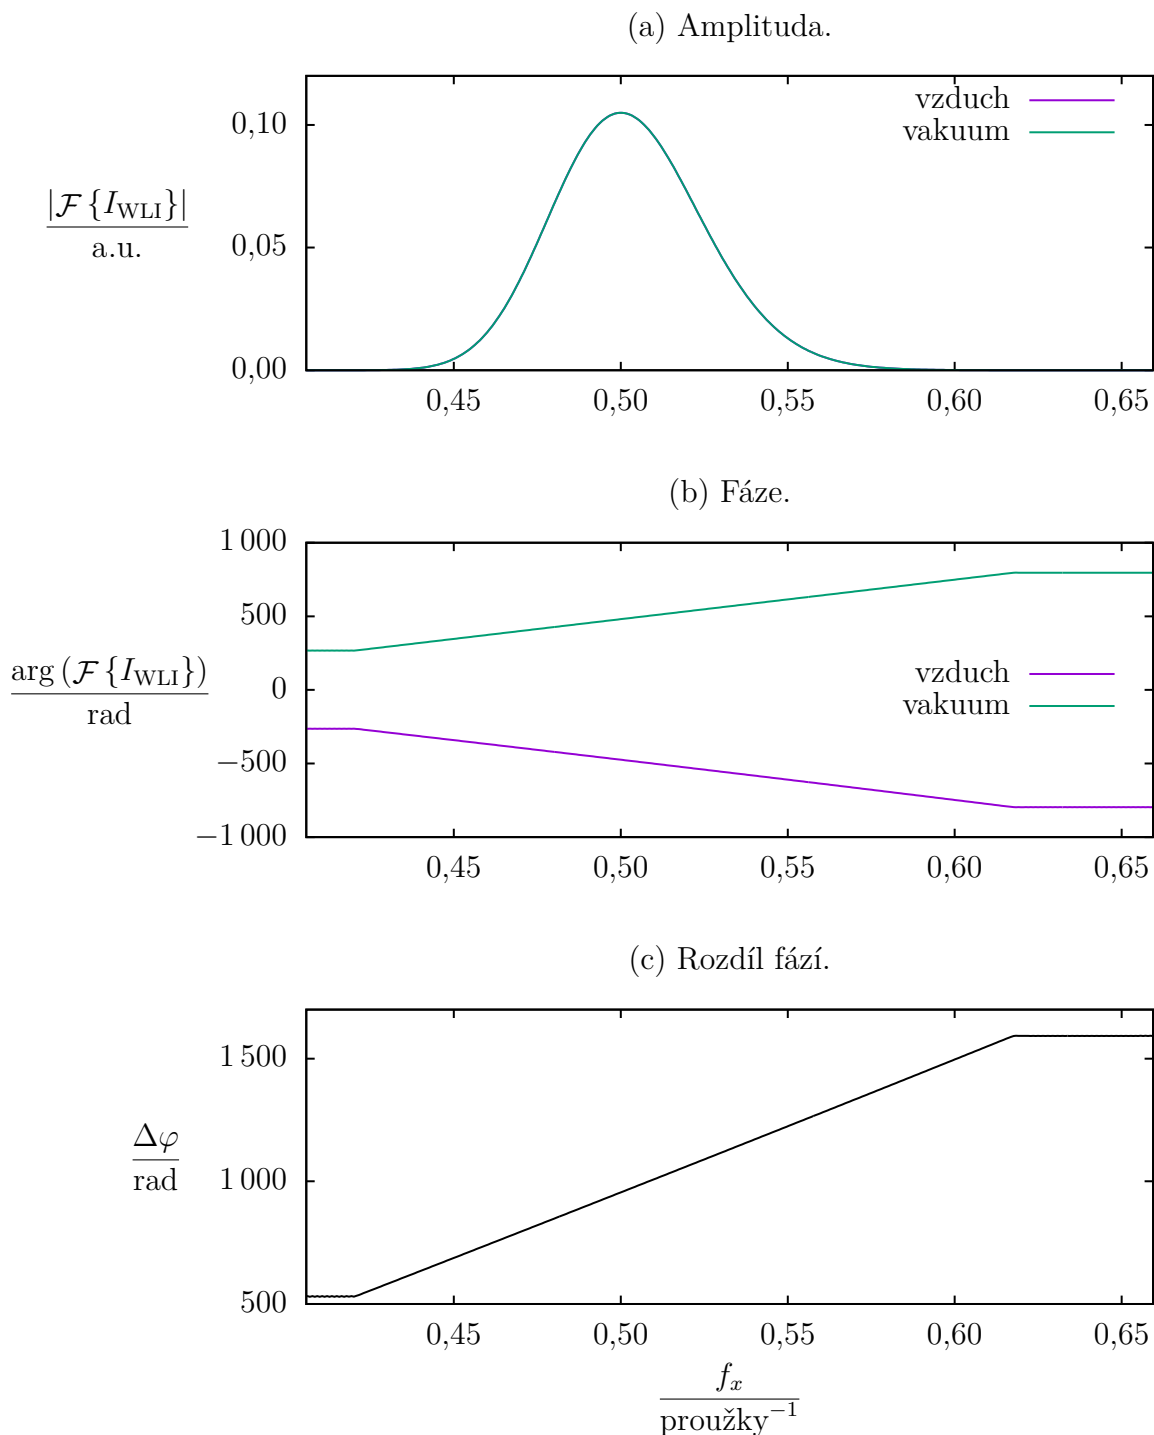 (a) Amplituda.
vzduch
vakuum
|ℱ {I_WLI}|
a.u.
0,10
0,05
0,00
0,45 0,50 0,55 0,60 0,65
(b) Fáze.
1 000
500
0
−500
−1 000
arg (ℱ {I_WLI})
rad
vzduch
vakuum
0,45 0,50 0,55 0,60 0,65
(c) Rozdíl fází.
1 500
1 000
500
Δφ
rad
0,45 0,50 0,55 0,60 0,65
f_x
proužky⁻¹